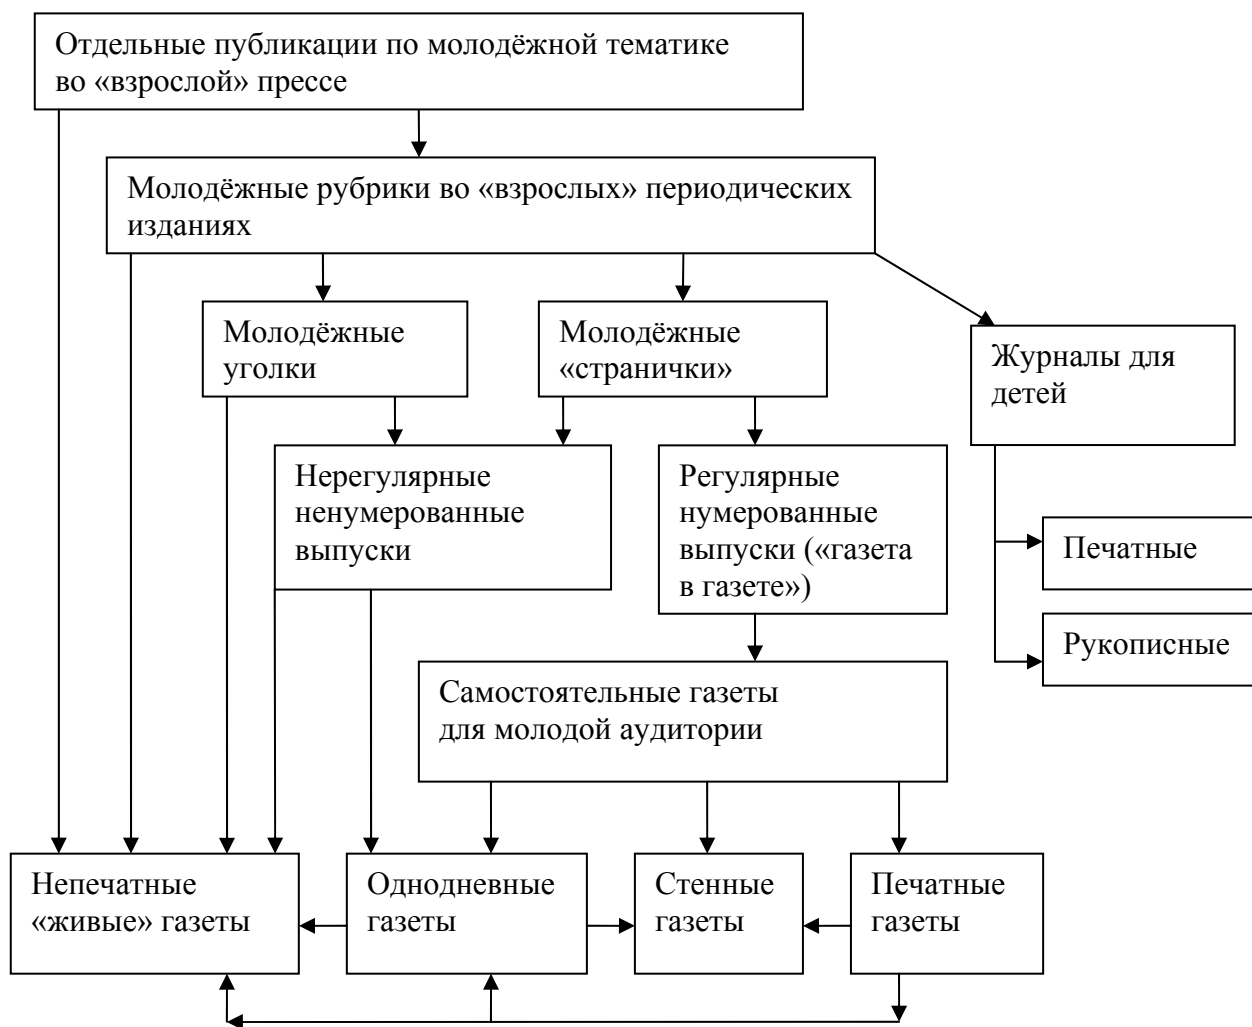 Отдельные публикации по молодёжной тематике
во «взрослой» прессе
Молодёжные рубрики во «взрослых» периодических
изданиях
Молодёжные
уголки
Молодёжные
«странички»
Журналы для
детей
Нерегулярные
ненумерованные
выпуски
Регулярные
нумерованные
выпуски («газета
в газете»)
Печатные
Рукописные
Самостоятельные газеты
для молодой аудитории
Непечатные
«живые» газеты
Однодневные
газеты
Стенные
газеты
Печатные
газеты